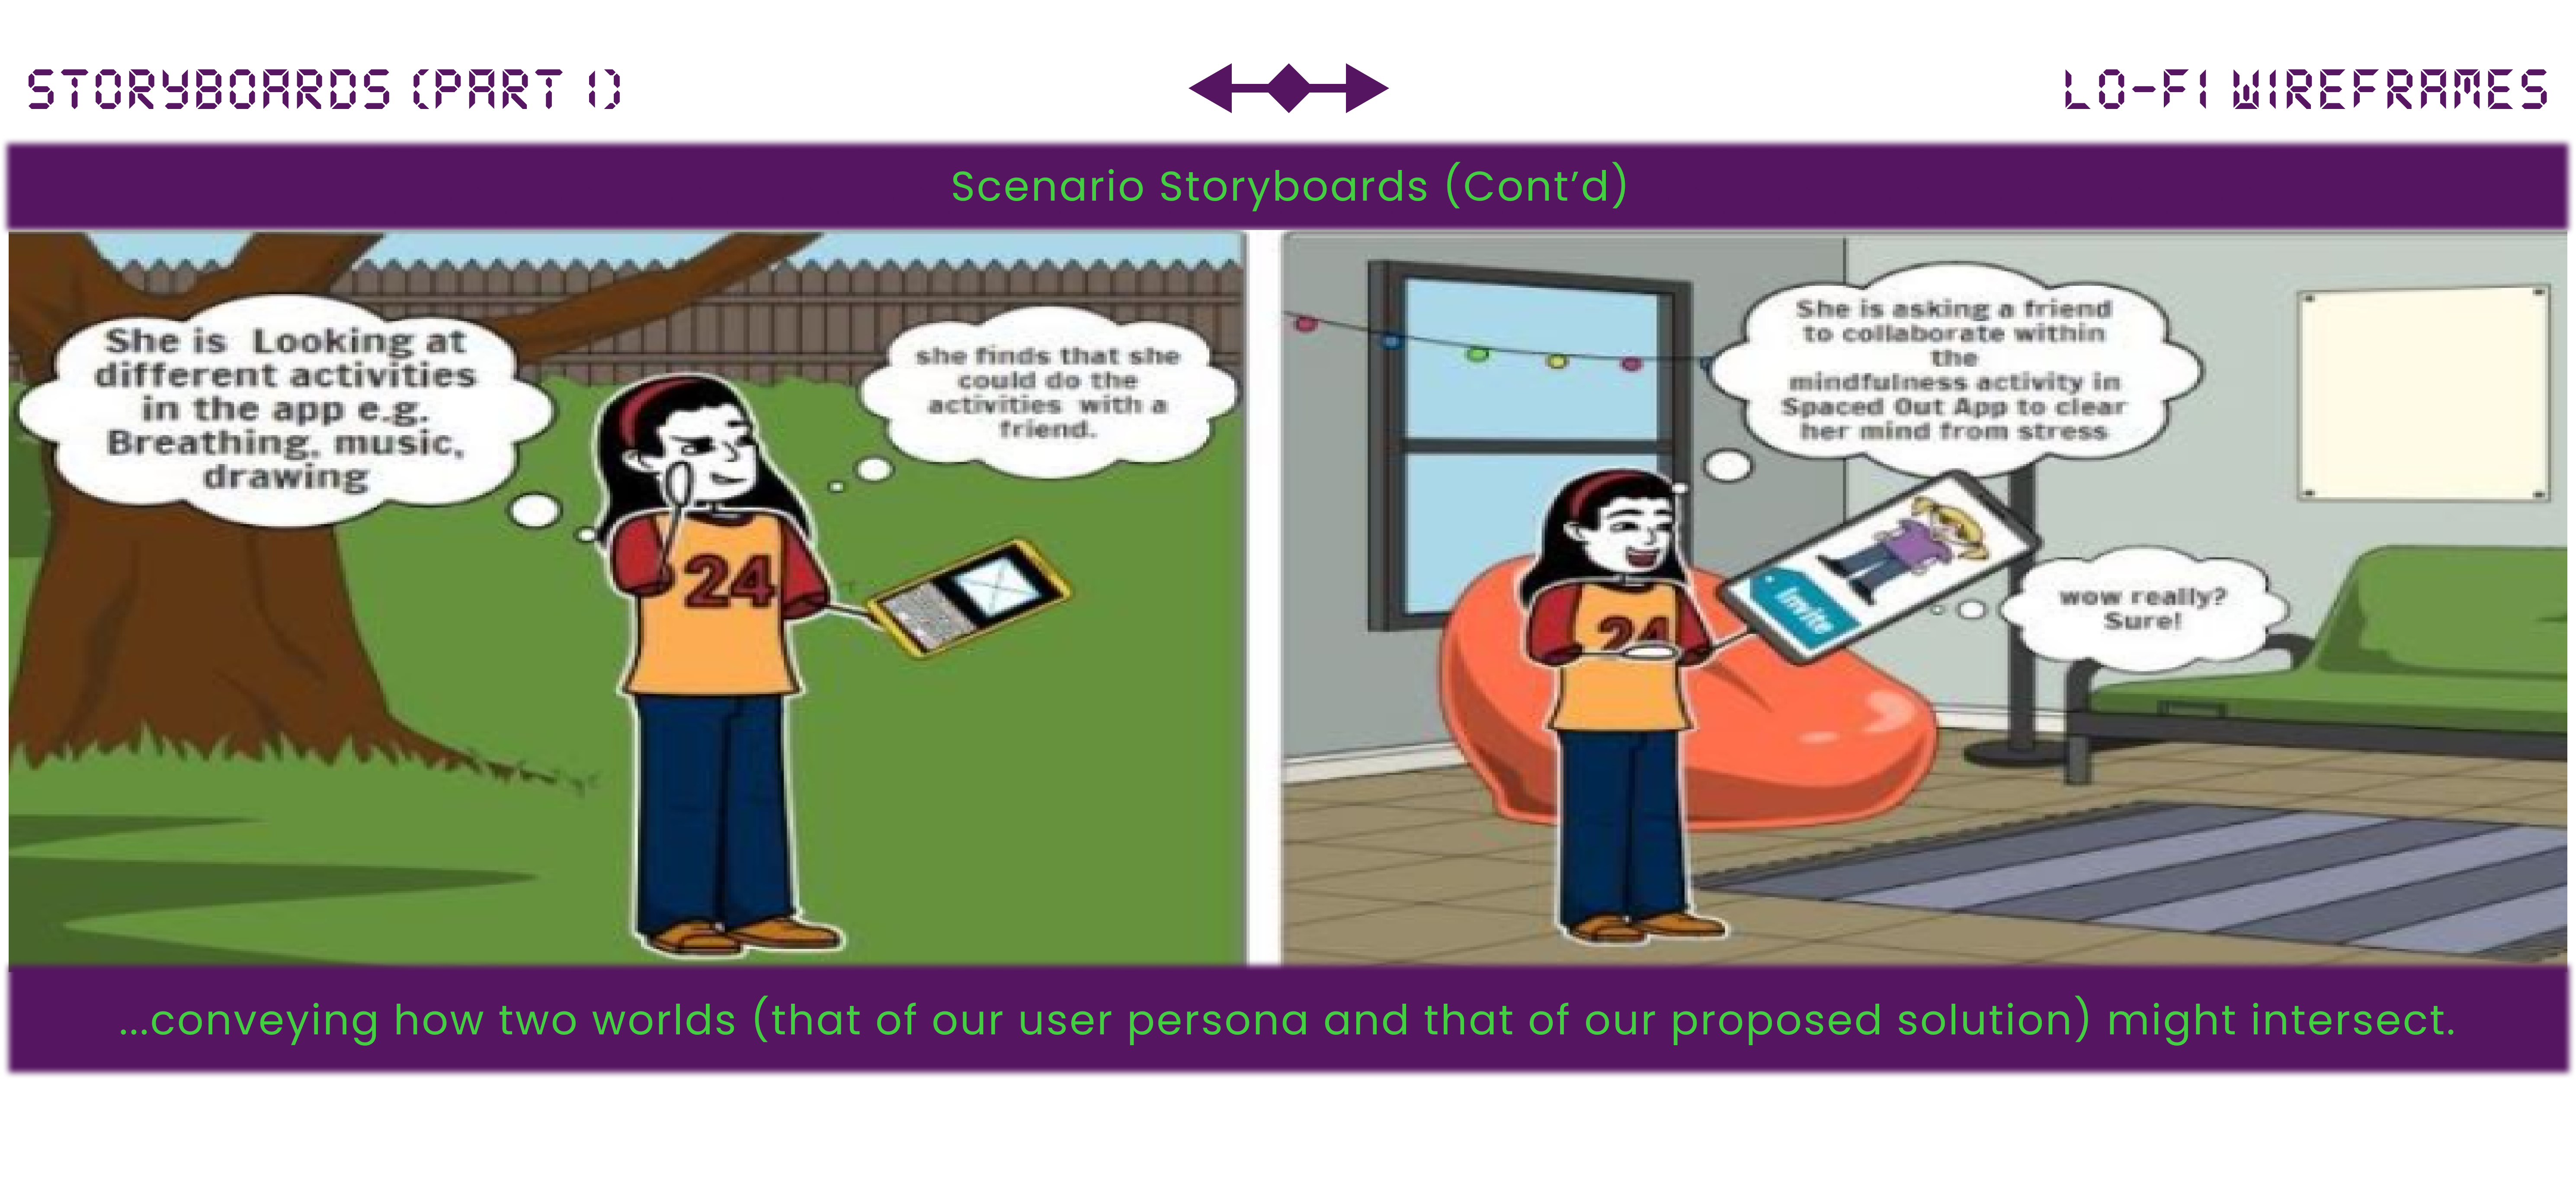 STORYBOARDS (PART 1)
LO-FI WIREFRAMES
Scenario Storyboards (Cont’d)
She is Looking at
different activities
in the app e.g.
Breathing, music,
drawing
she finds that she
could do the
activities with a
friend.
24
She is asking a friend
to collaborate within
the
mindfulness activity in
Spaced Out App to clear
her mind from stress
Invite
wow really?
Sure!
24
...conveying how two worlds (that of our user persona and that of our proposed solution) might intersect.